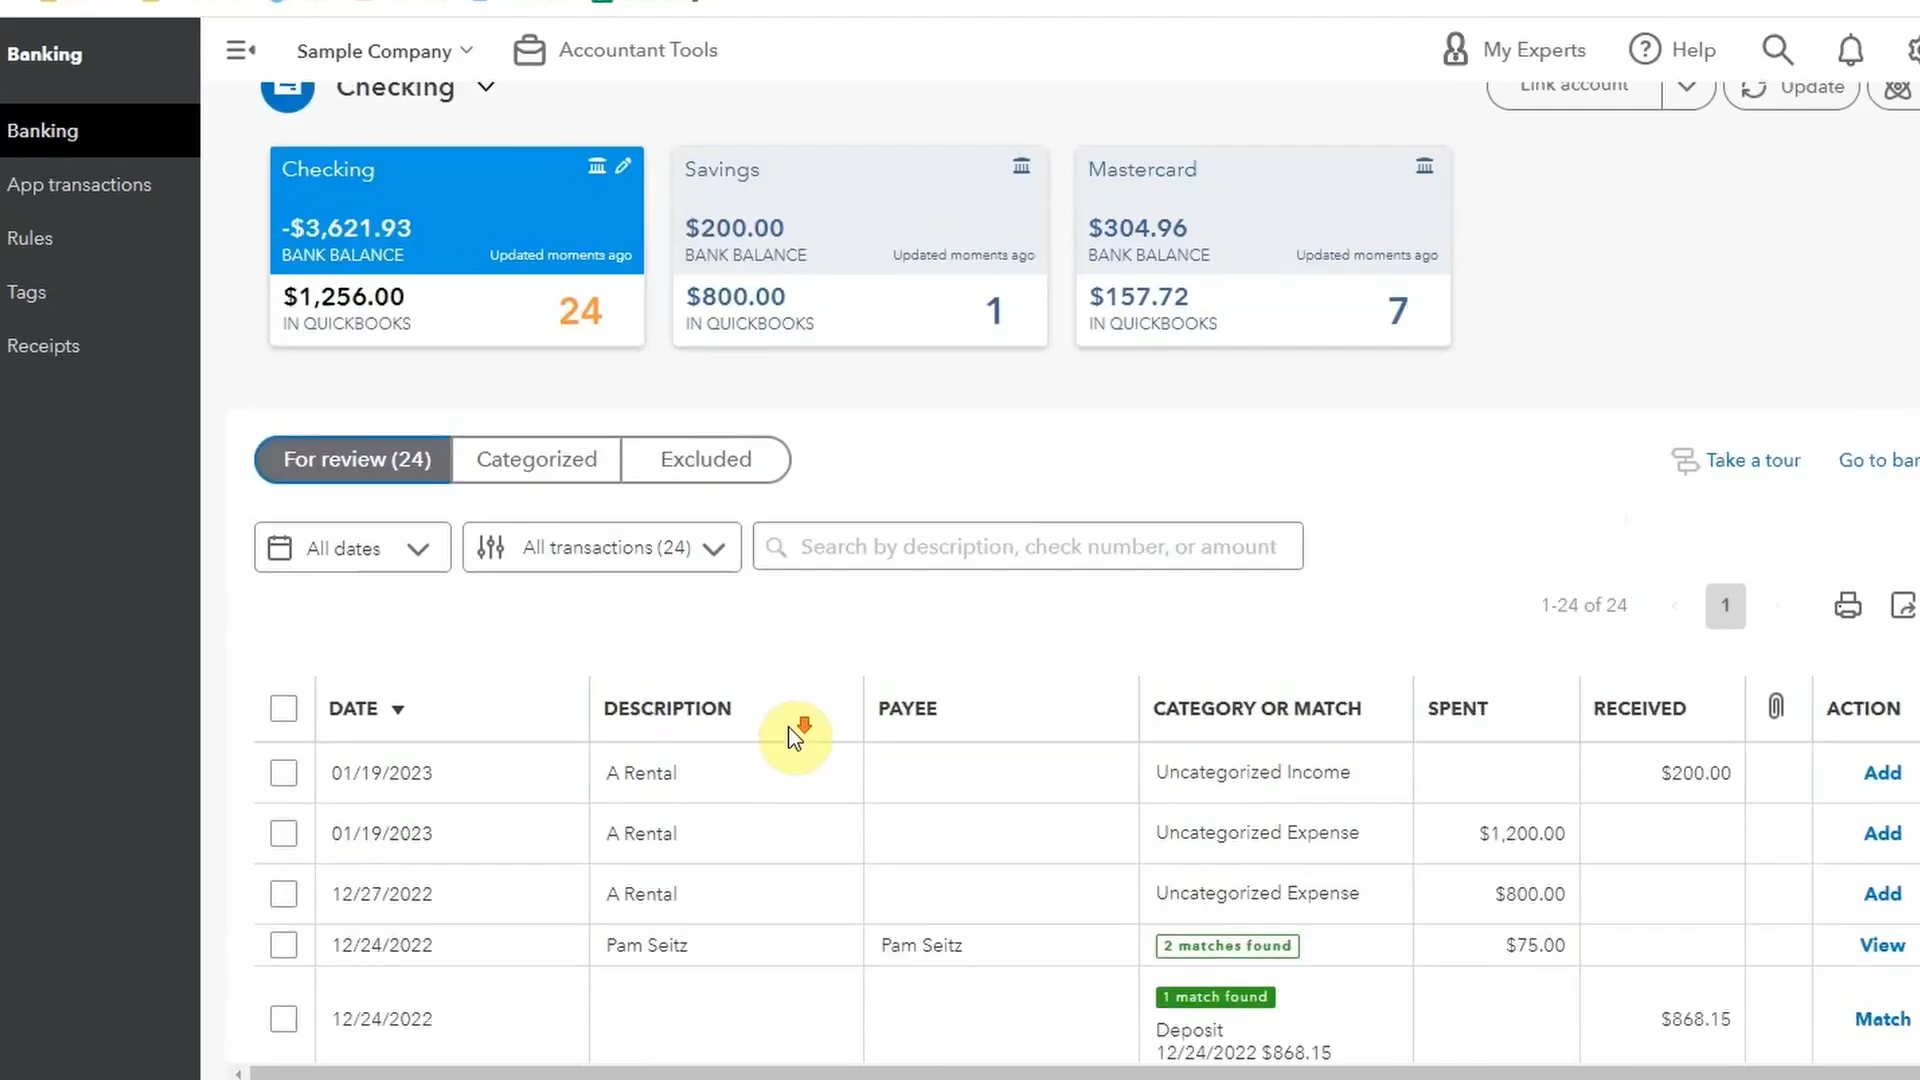 Banking
Sample Company
Accountant Tools
My Experts
Help
Banking
App transactions
Rules
Tags
Receipts
Checking
Link account
Update
Checking
-$3,621.93
BANK BALANCE
Updated moments ago
$1,256.00
IN QUICKBOOKS
24
Savings
$200.00
BANK BALANCE
Updated moments ago
$800.00
IN QUICKBOOKS
1
Mastercard
$304.96
BANK BALANCE
Updated moments ago
$157.72
IN QUICKBOOKS
7
For review (24)
Categorized
Excluded
Take a tour
Go to bar
All dates
All transactions (24)
Search by description, check number, or amount
1-24 of 24
1
DATE DESCRIPTION PAYEE CATEGORY OR MATCH SPENT RECEIVED ACTION
01/19/2023 A Rental Uncategorized Income $200.00 Add
01/19/2023 A Rental Uncategorized Expense $1,200.00 Add
12/27/2022 A Rental Uncategorized Expense $800.00 Add
12/24/2022 Pam Seitz Pam Seitz 2 matches found $75.00 View
1 match found
12/24/2022 $868.15 Match
Deposit
12/24/2022 $868.15